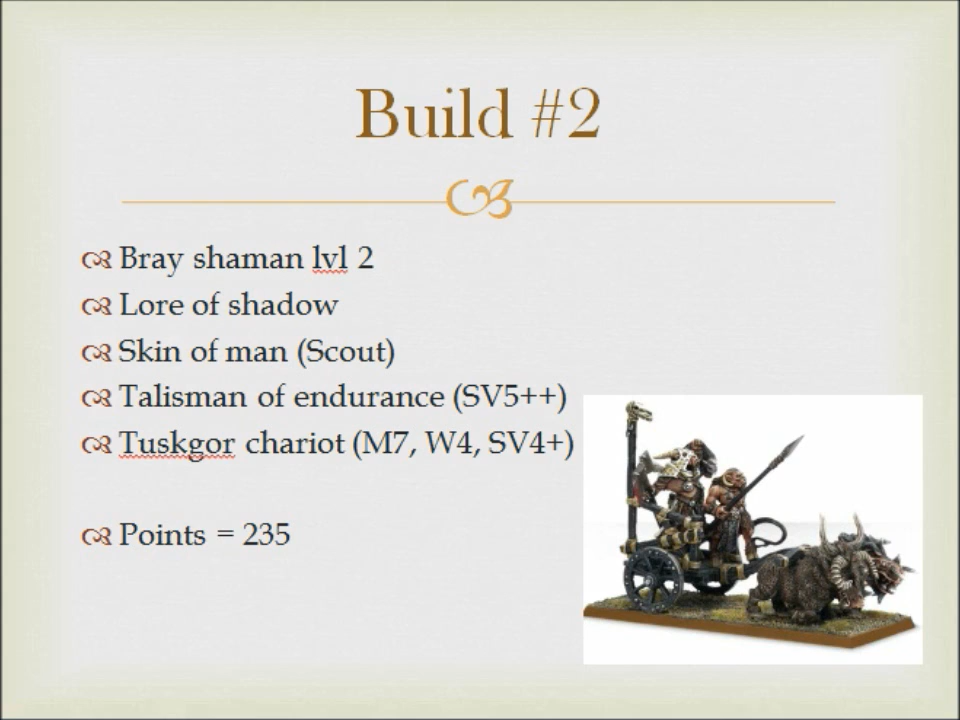 Build #2
Bray shaman lvl 2
Lore of shadow
Skin of man (Scout)
Talisman of endurance (SV5++)
Tuskgor chariot (M7, W4, SV4+)
Points = 235